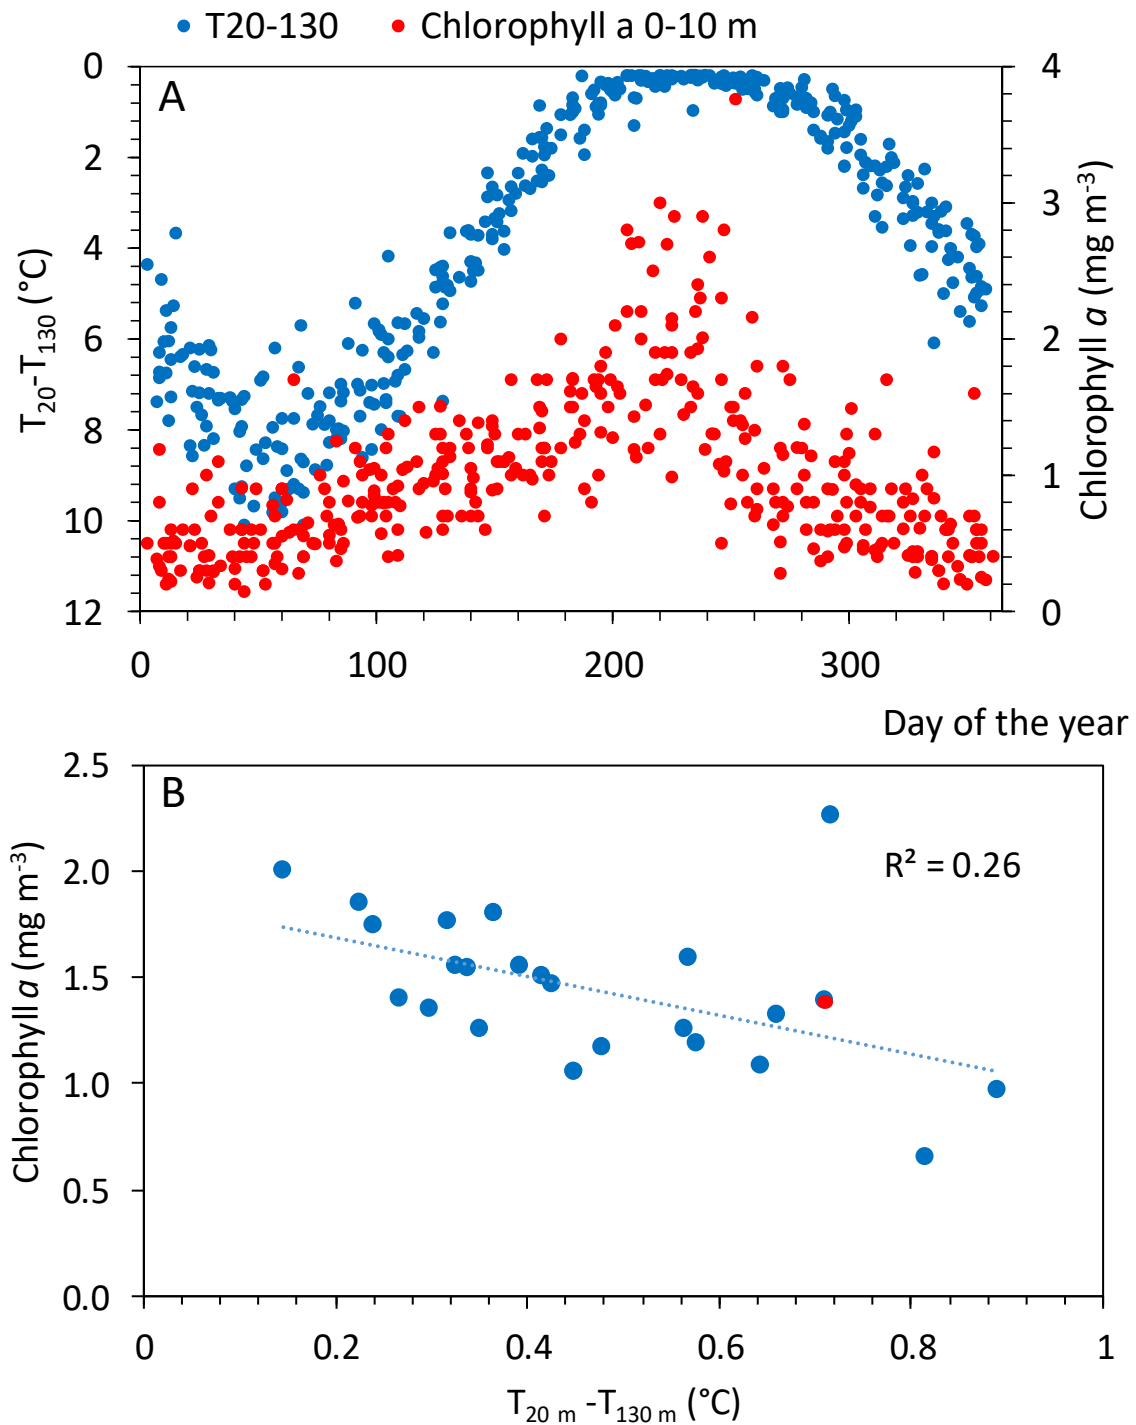 T20-130 Chlorophyll a 0-10 m
A
0
2
4
6
8
10
12
T20-T130 (°C)
4
3
2
1
0
Chlorophyll a (mg m-3)
0 100 200 300
Day of the year
B
2.5
2.0
1.5
1.0
0.5
0.0
Chlorophyll a (mg m-3)
R² = 0.26
0 0.2 0.4 0.6 0.8 1
T20 m -T130 m (°C)